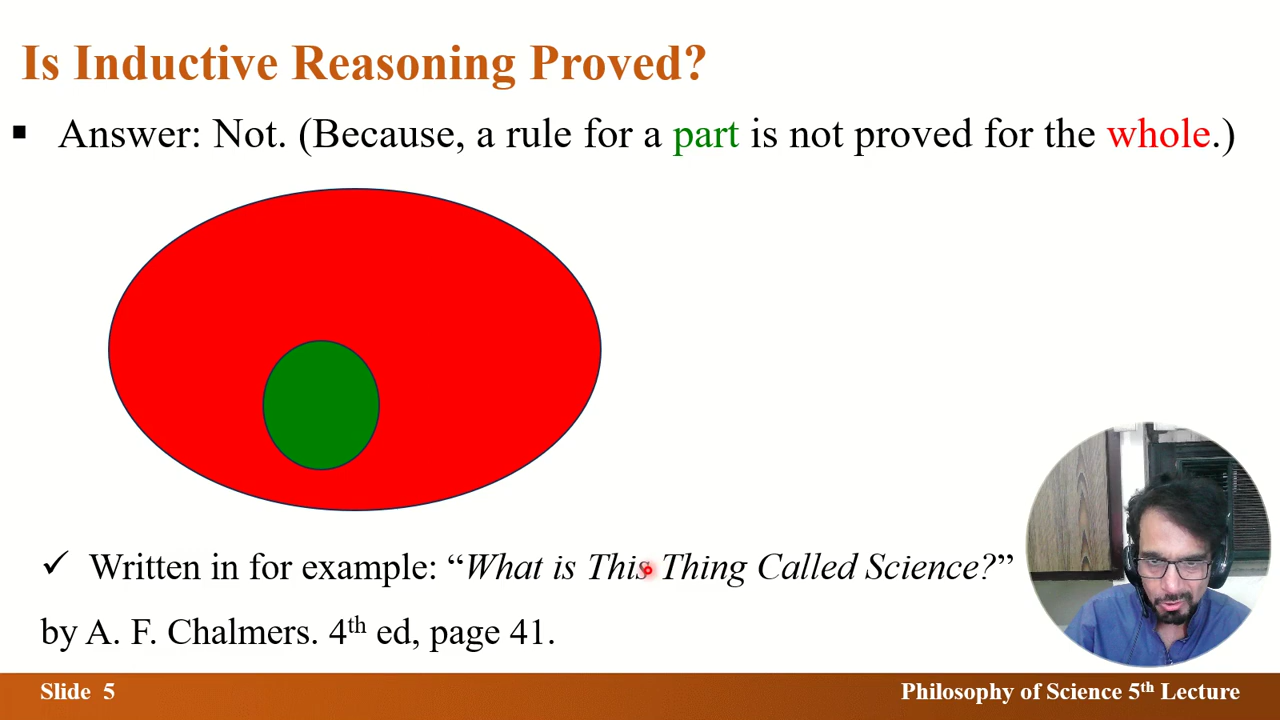 Is Inductive Reasoning Proved?
▪ Answer: Not. (Because, a rule for a part is not proved for the whole.)
✓ Written in for example: “What is This Thing Called Science?”
by A. F. Chalmers. 4th ed, page 41.
Slide 5 Philosophy of Science 5th Lecture